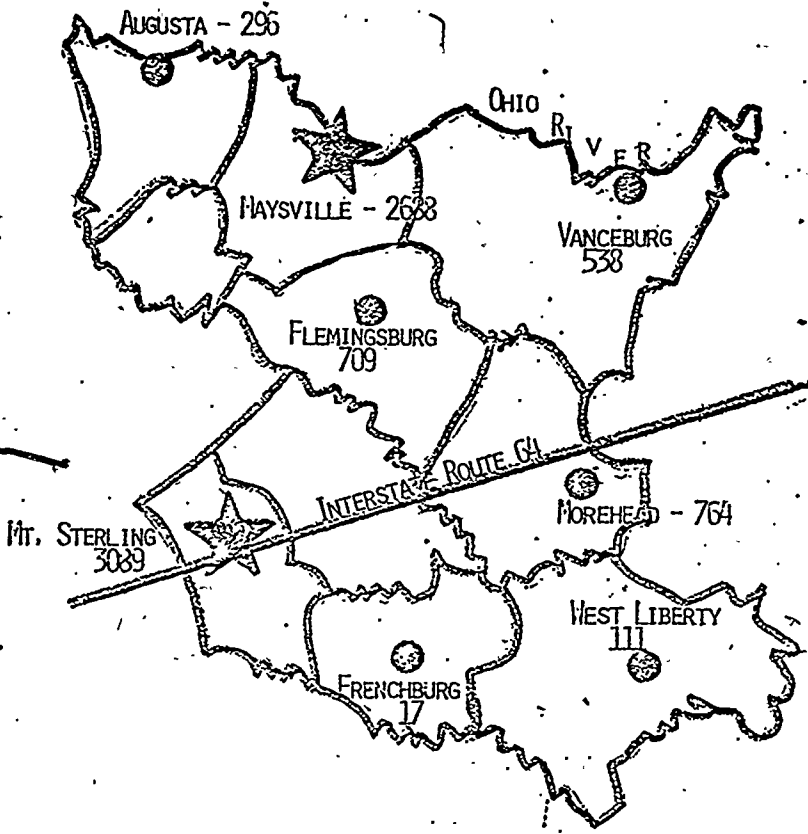 AUGUSTA - 296
OHIO
RIVER
MAYSVILLE - 2688
VANCEBURG
538
FLEMINGSBURG
709
INTERSTATE ROUTE 64
MOREHEAD - 764
MT. STERLING
3089
WEST LIBERTY
111
FRENCHBURG
17